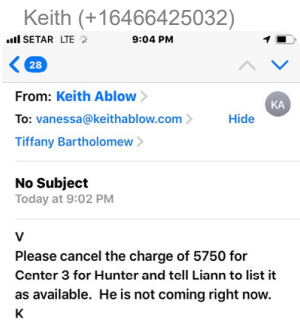 Keith (+16466425032)
SETAR LTE 9:04 PM
28
From: Keith Ablow
KA
To: vanessa@keithablow.com Hide
Tiffany Bartholomew
No Subject
Today at 9:02 PM
V
Please cancel the charge of 5750 for
Center 3 for Hunter and tell Liann to list it
as available. He is not coming right now.
K